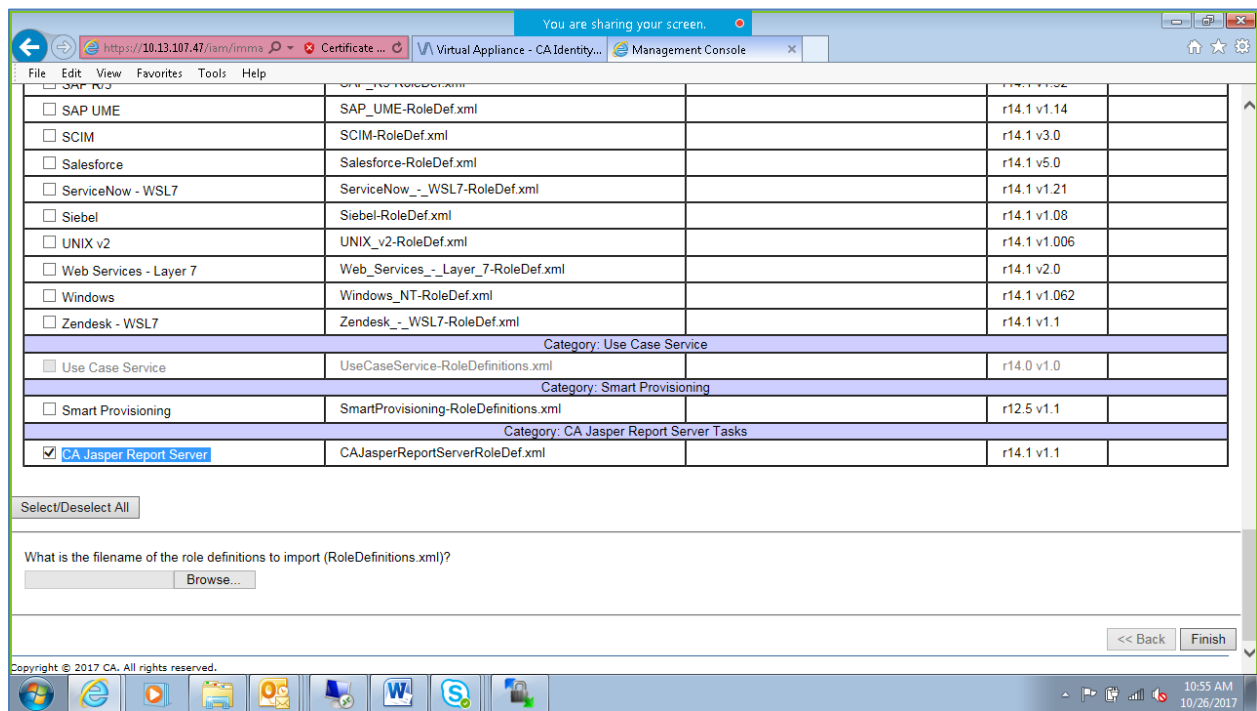 You are sharing your screen.
https://10.13.107.47/iam/imma
Certificate ...
Virtual Appliance - CA Identity...
Management Console
File Edit View Favorites Tools Help
SAP UME SAP_UME-RoleDef.xml r14.1 v1.14
SCIM SCIM-RoleDef.xml r14.1 v3.0
Salesforce Salesforce-RoleDef.xml r14.1 v5.0
ServiceNow - WSL7 ServiceNow_-_WSL7-RoleDef.xml r14.1 v1.21
Siebel Siebel-RoleDef.xml r14.1 v1.08
UNIX v2 UNIX_v2-RoleDef.xml r14.1 v1.006
Web Services - Layer 7 Web_Services_-_Layer_7-RoleDef.xml r14.1 v2.0
Windows Windows_NT-RoleDef.xml r14.1 v1.062
Zendesk - WSL7 Zendesk_-_WSL7-RoleDef.xml r14.1 v1.1
Category: Use Case Service
Use Case Service UseCaseService-RoleDefinitions.xml r14.0 v1.0
Category: Smart Provisioning
Smart Provisioning SmartProvisioning-RoleDefinitions.xml r12.5 v1.1
Category: CA Jasper Report Server Tasks
CA Jasper Report Server CAJasperReportServerRoleDef.xml r14.1 v1.1
Select/Deselect All
What is the filename of the role definitions to import (RoleDefinitions.xml)?
Browse...
<< Back Finish
Copyright © 2017 CA. All rights reserved.
10:55 AM
10/26/2017